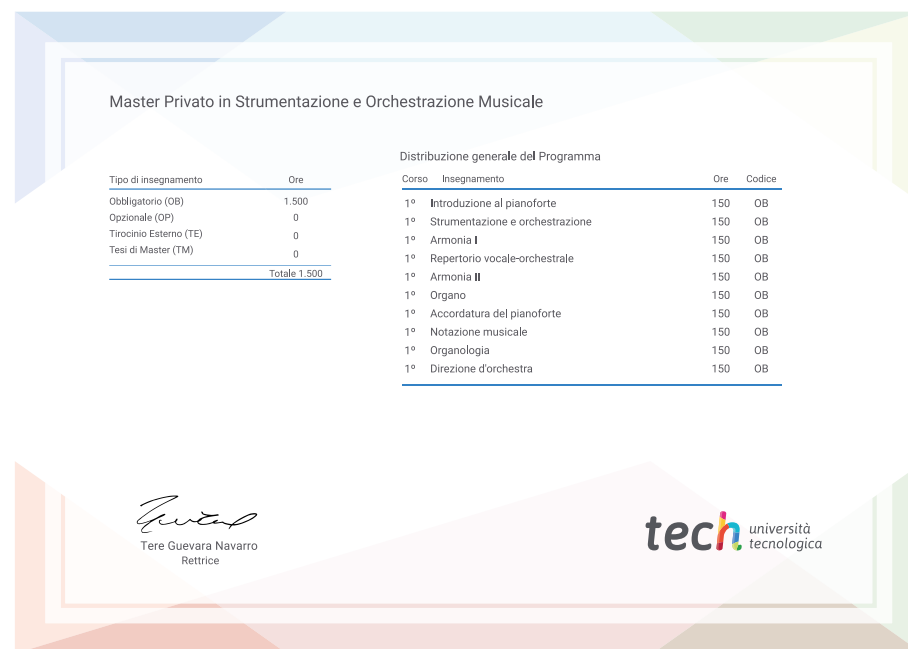 Master Privato in Strumentazione e Orchestrazione Musicale
Tipo di insegnamento Ore
Obbligatorio (OB) 1.500
Opzionale (OP) 0
Tirocinio Esterno (TE) 0
Tesi di Master (TM) 0
Totale 1.500
Distribuzione generale del Programma
Corso Insegnamento Ore Codice
1º Introduzione al pianoforte 150 OB
1º Strumentazione e orchestrazione 150 OB
1º Armonia I 150 OB
1º Repertorio vocale-orchestrale 150 OB
1º Armonia II 150 OB
1º Organo 150 OB
1º Accordatura del pianoforte 150 OB
1º Notazione musicale 150 OB
1º Organologia 150 OB
1º Direzione d'orchestra 150 OB
Tere Guevara Navarro
Rettrice
tech università
tecnologica